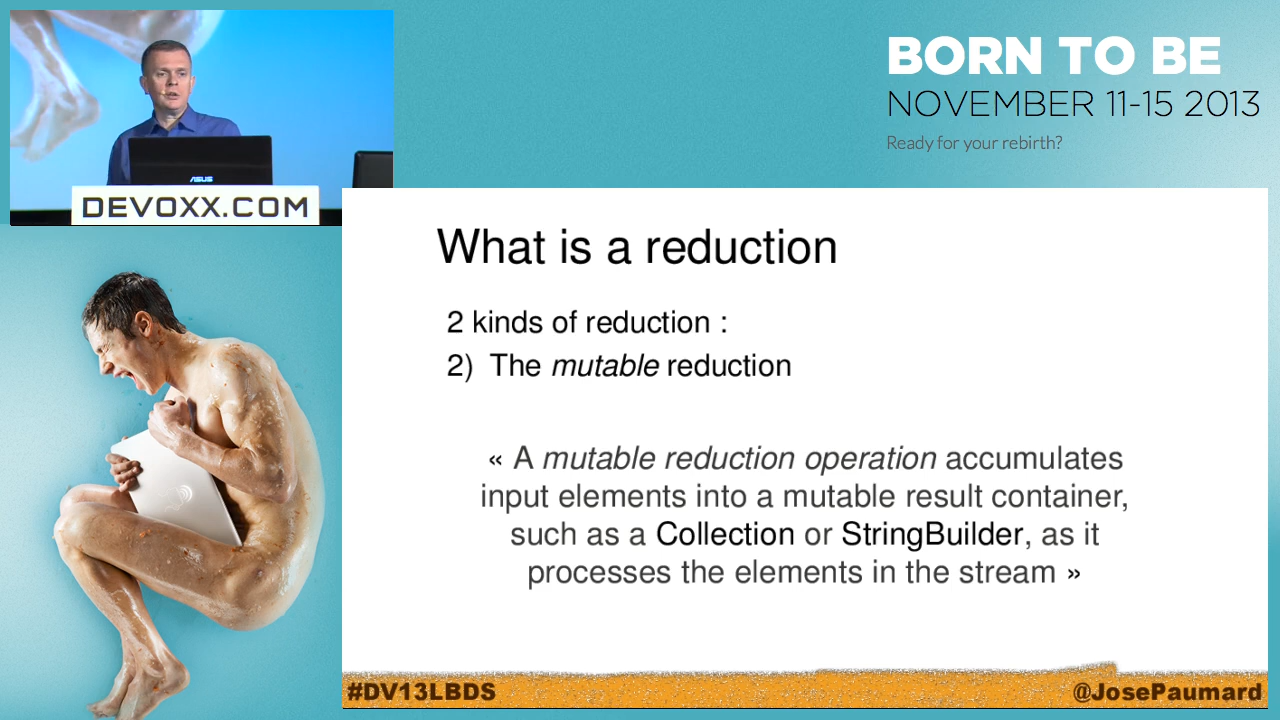 BORN TO BE
NOVEMBER 11-15 2013
Ready for your rebirth?
ASUS
DEVOXX.COM
What is a reduction
2 kinds of reduction :
2) The mutable reduction
« A mutable reduction operation accumulates
input elements into a mutable result container,
such as a Collection or StringBuilder, as it
processes the elements in the stream »
#DV13LBDS
@JosePaumard